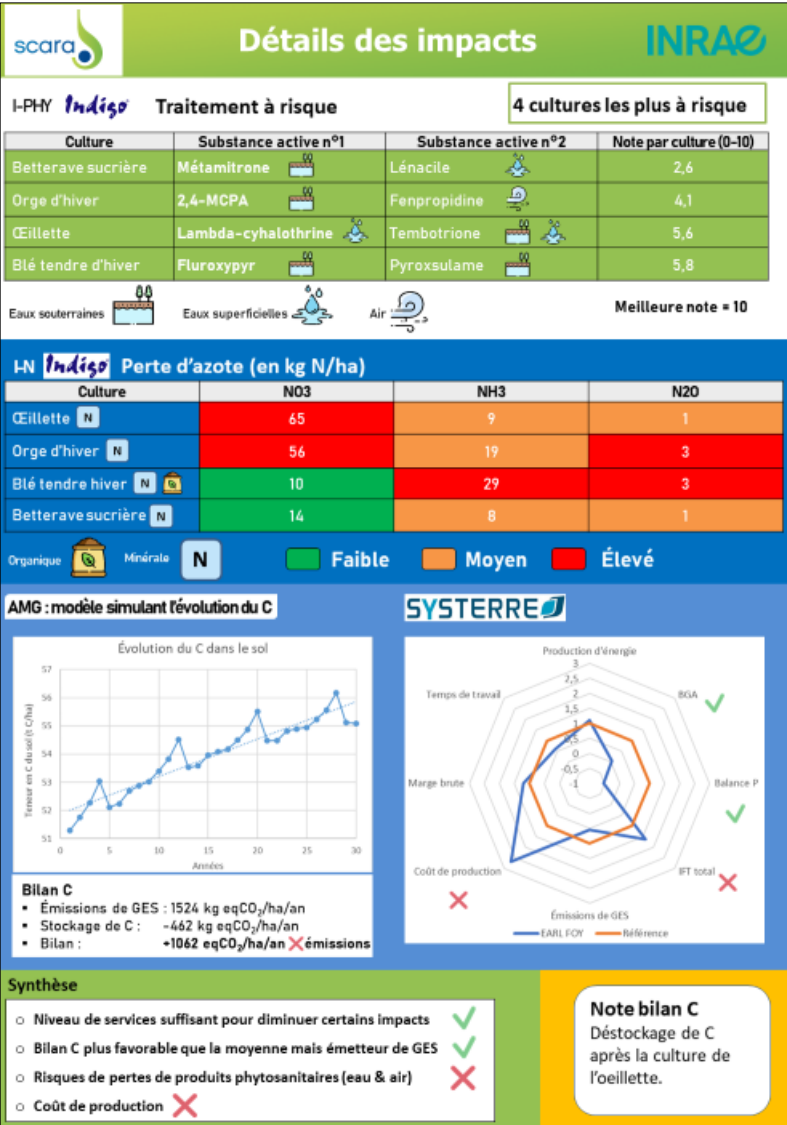 scara
Détails des impacts
INRAE
I-PHY Indigo Traitement à risque
4 cultures les plus à risque
Culture Substance active n°1 Substance active n°2 Note par culture (0-10)
Betterave sucrière Métamitrone Lénacile 2,6
Orge d'hiver 2,4-MCPA Fenpropidine 4,1
Œillette Lambda-cyhalothrine Tembotrione 5,6
Blé tendre d'hiver Fluroxypyr Pyroxsulame 5,8
Eaux souterraines Eaux superficielles Air Meilleure note = 10
I-N Indigo Perte d'azote (en kg N/ha)
Culture NO3 NH3 N2O
Œillette N 65 9 1
Orge d'hiver N 56 19 3
Blé tendre hiver N 10 29 3
Betterave sucrière N 14 8 1
Organique Minérale N Faible Moyen Élevé
AMG : modèle simulant l'évolution du C
Évolution du C dans le sol
Teneur en C du sol (t C/ha)
57
56
55
54
53
52
51
0 5 10 15 20 25 30
Années
Bilan C
▪ Émissions de GES : 1524 kg eqCO₂/ha/an
▪ Stockage de C : -462 kg eqCO₂/ha/an
▪ Bilan : +1062 eqCO₂/ha/an émissions
SYSTERRE
Production d'énergie
3
2,5
2
1,5
1
0,5
0
-0,5
-1
Temps de travail
BGA
Marge brute
Balance P
Coût de production
IFT total
Émissions de GES
EARL FOY Référence
Synthèse
○ Niveau de services suffisant pour diminuer certains impacts
○ Bilan C plus favorable que la moyenne mais émetteur de GES
○ Risques de pertes de produits phytosanitaires (eau & air)
○ Coût de production
Note bilan C
Déstockage de C
après la culture de
l'oeillette.